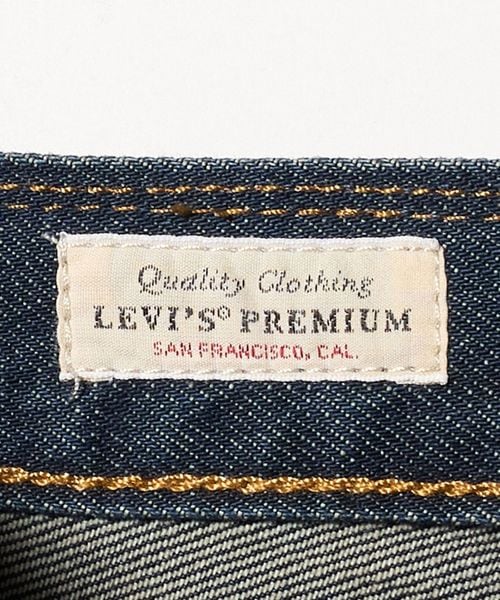 Quality Clothing
LEVI'S® PREMIUM
SAN FRANCISCO, CAL.